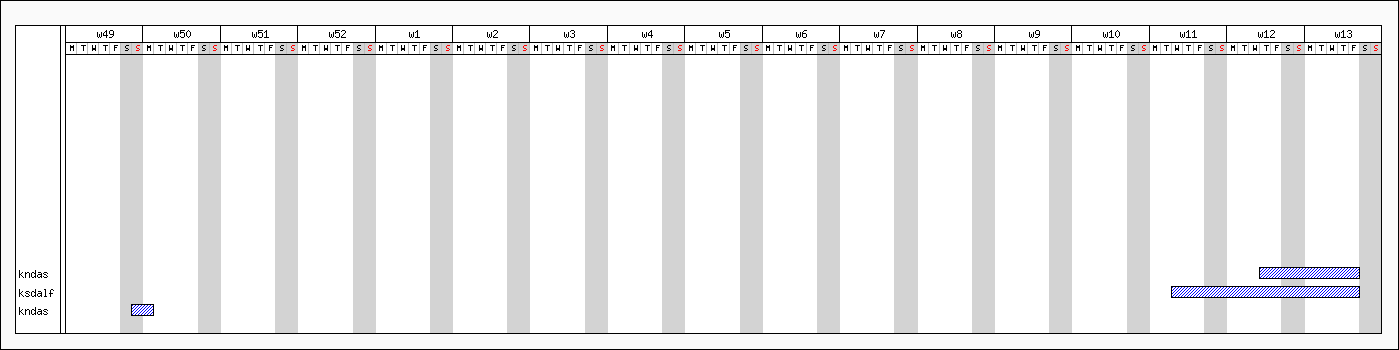 w49 w50 w51 w52 w1 w2 w3 w4 w5 w6 w7 w8 w9 w10 w11 w12 w13
M T W T F S S M T W T F S S M T W T F S S M T W T F S S M T W T F S S M T W T F S S M T W T F S S M T W T F S S M T W T F S S M T W T F S S M T W T F S S M T W T F S S M T W T F S S M T W T F S S M T W T F S S M T W T F S S M T W T F S S
kndas
ksdalf
kndas